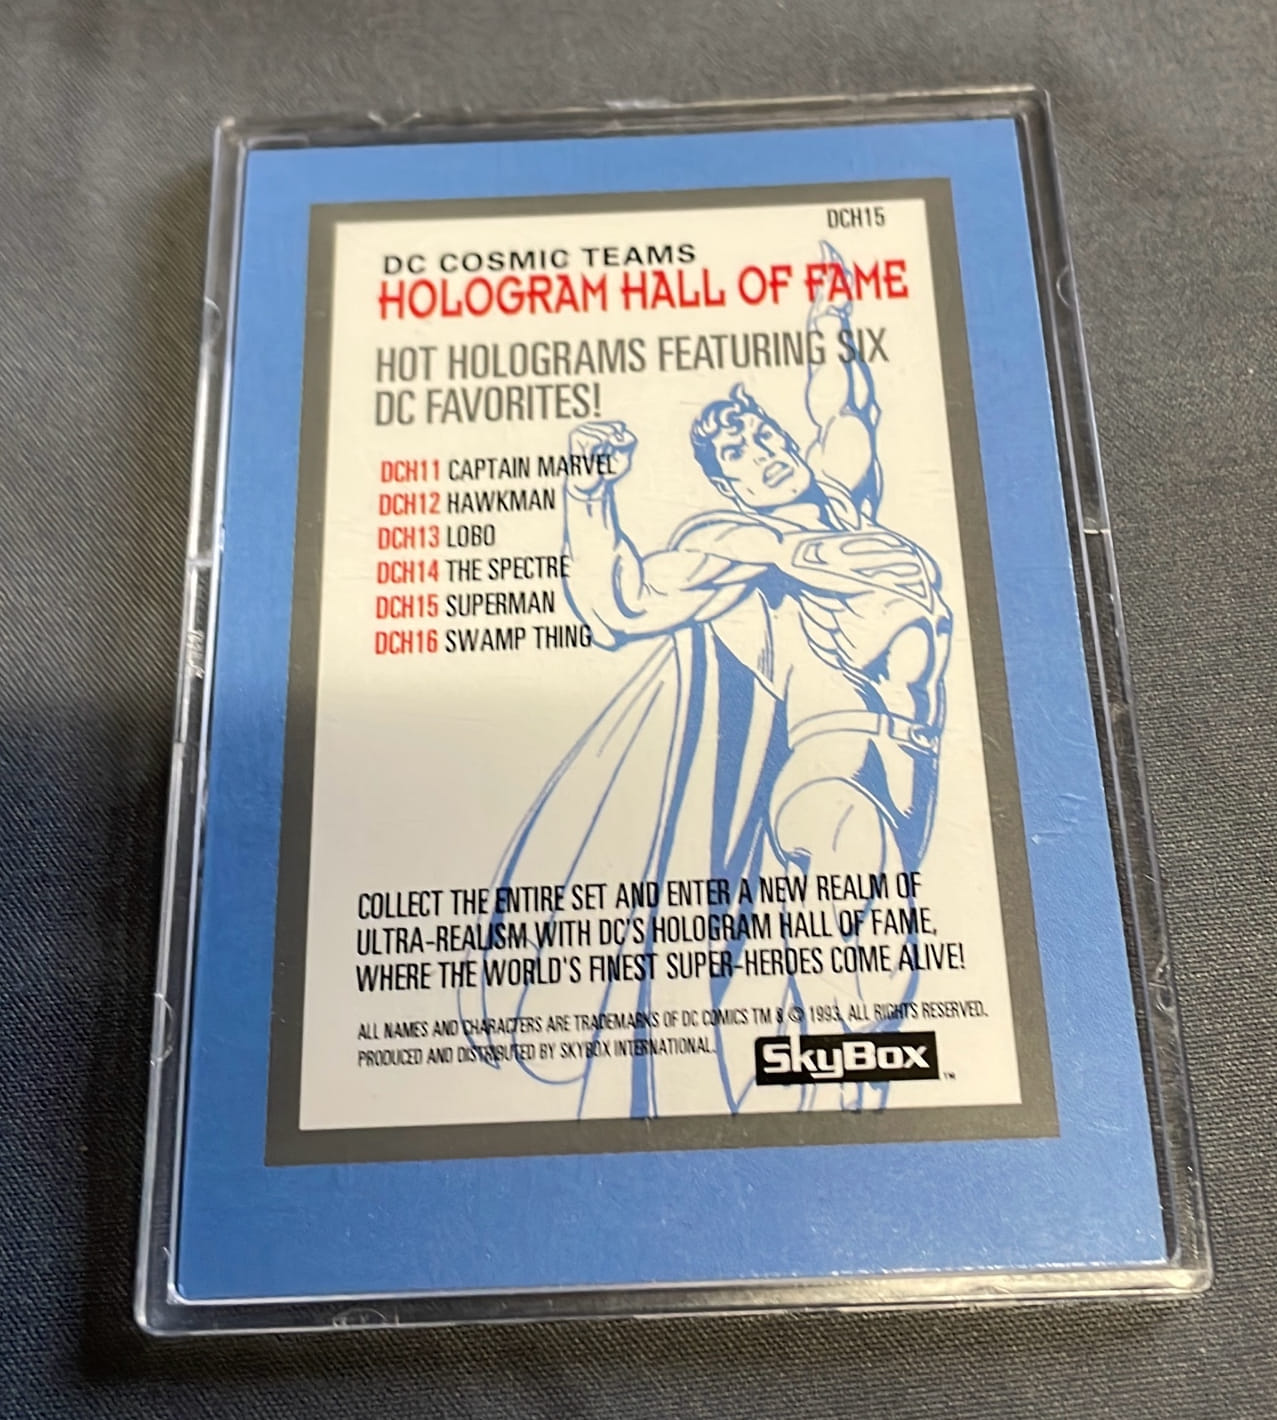 DCH15
DC COSMIC TEAMS
HOLOGRAM HALL OF FAME
HOT HOLOGRAMS FEATURING SIX
DC FAVORITES!
DCH11 CAPTAIN MARVEL
DCH12 HAWKMAN
DCH13 LOBO
DCH14 THE SPECTRE
DCH15 SUPERMAN
DCH16 SWAMP THING
COLLECT THE ENTIRE SET AND ENTER A NEW REALM OF
ULTRA-REALISM WITH DC'S HOLOGRAM HALL OF FAME,
WHERE THE WORLD'S FINEST SUPER-HEROES COME ALIVE!
ALL NAMES AND CHARACTERS ARE TRADEMARKS OF DC COMICS TM & © 1993, ALL RIGHTS RESERVED.
PRODUCED AND DISTRIBUTED BY SKYBOX INTERNATIONAL.
SkyBox™